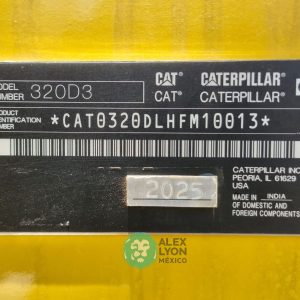 MODEL NUMBER 320D3
CAT CATERPILLAR
CAT CATERPILLAR
PRODUCT IDENTIFICATION NUMBER
*CAT0320DLHFM10013*
CATERPILLAR INC
PEORIA, IL 61629
USA
2025
MADE IN INDIA
OF DOMESTIC AND
FOREIGN COMPONENTS
ALEX
LYON
MÉXICO